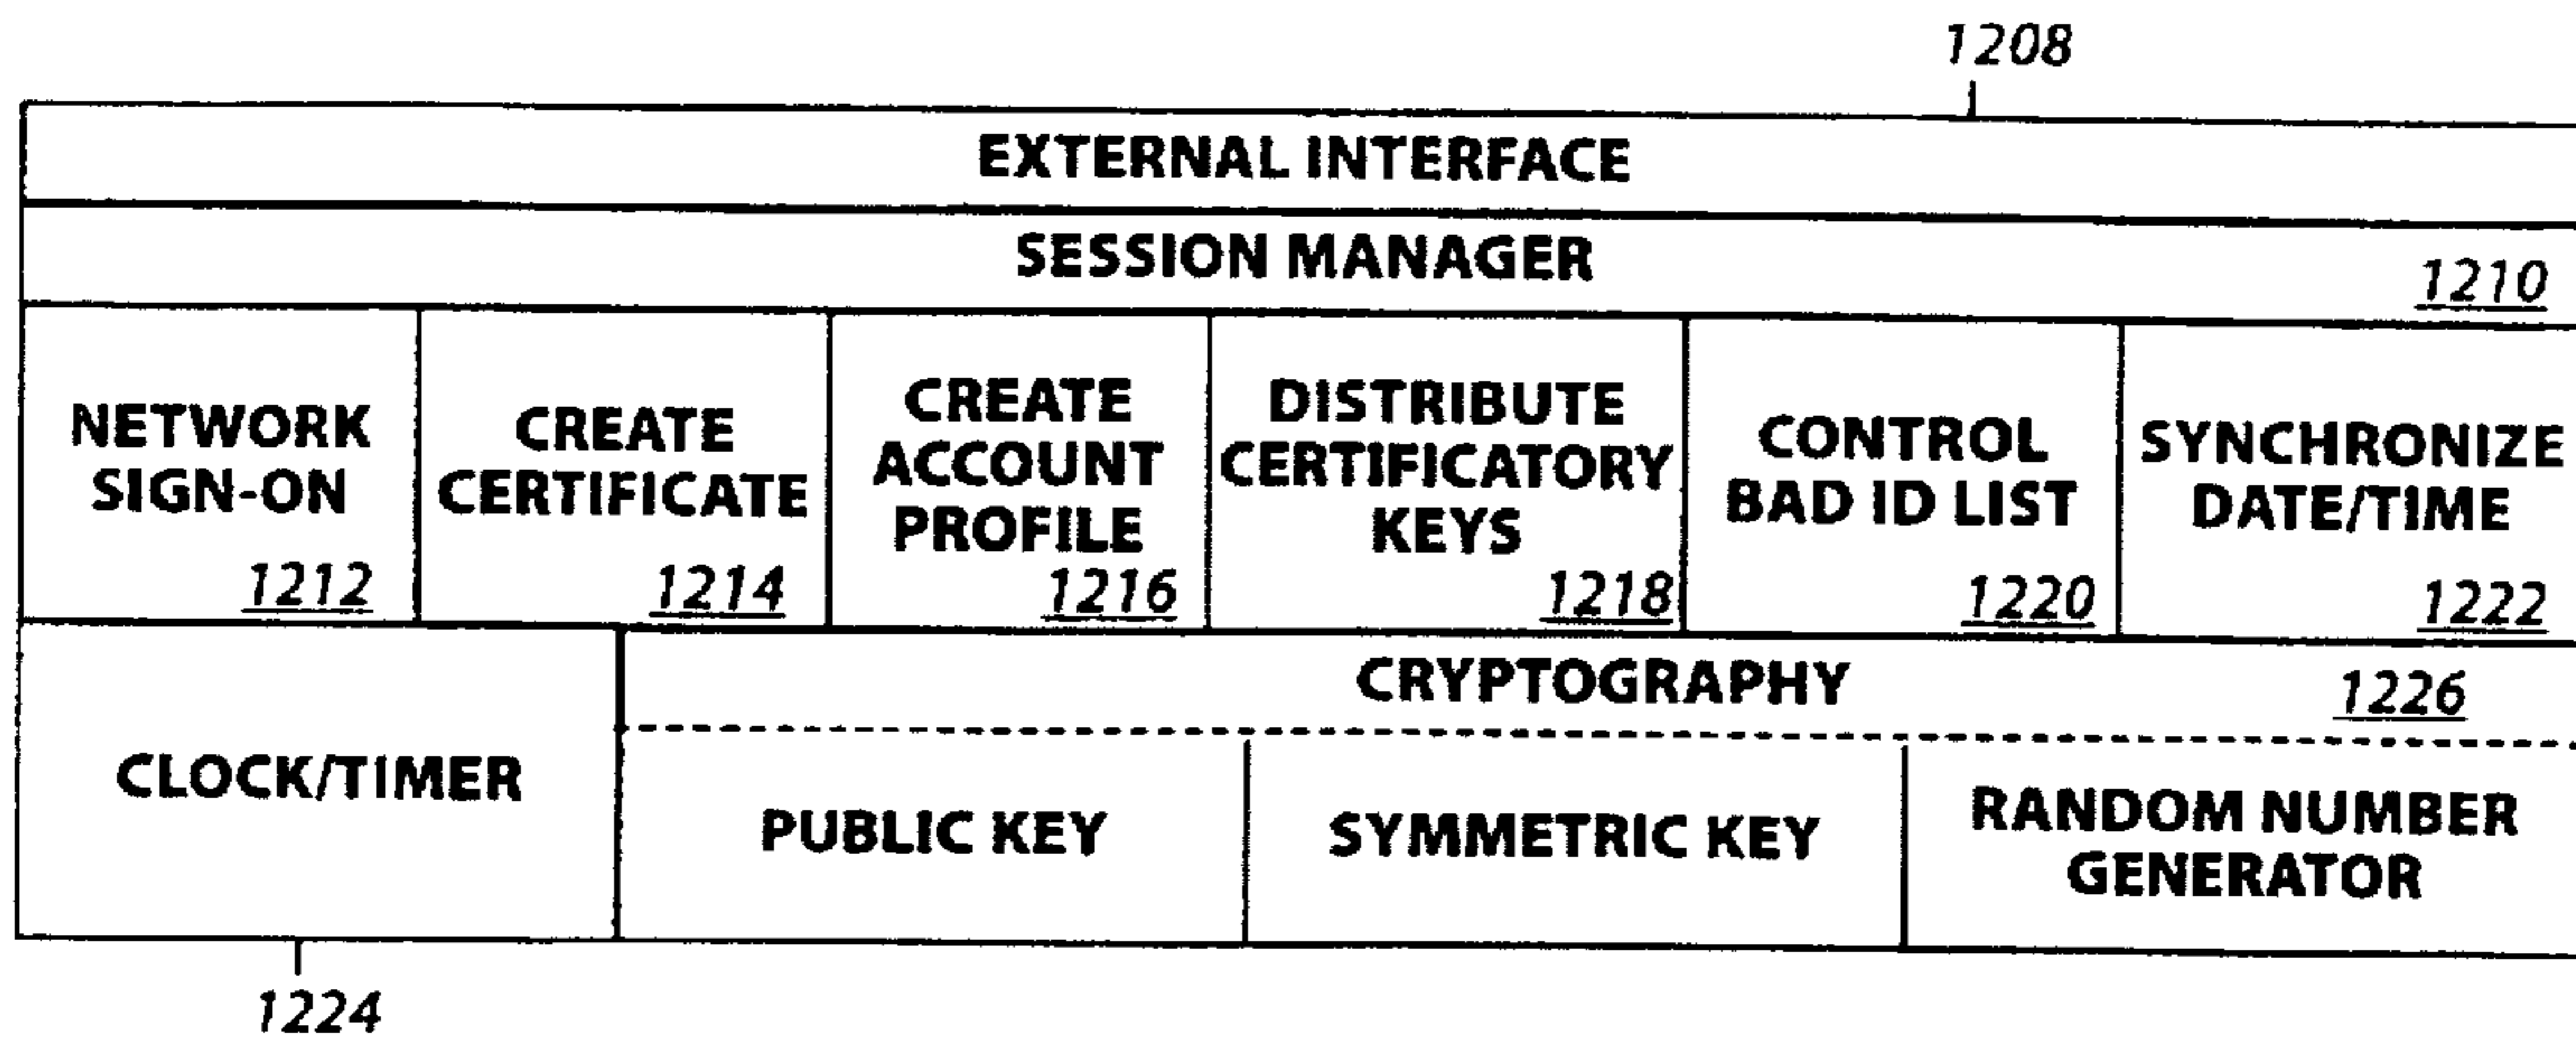 1208
EXTERNAL INTERFACE
SESSION MANAGER
1210
NETWORK
SIGN-ON
1212
CREATE
CERTIFICATE
1214
CREATE
ACCOUNT
PROFILE
1216
DISTRIBUTE
CERTIFICATORY
KEYS
1218
CONTROL
BAD ID LIST
1220
SYNCHRONIZE
DATE/TIME
1222
CLOCK/TIMER
1224
CRYPTOGRAPHY
1226
PUBLIC KEY
SYMMETRIC KEY
RANDOM NUMBER
GENERATOR